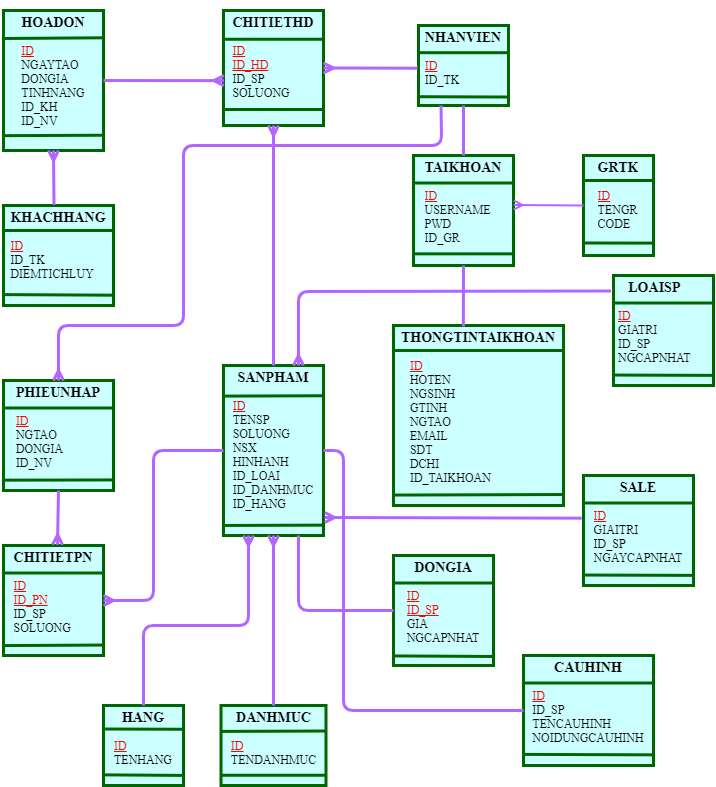 HOADON
ID
NGAYTAO
DONGIA
TINHNANG
ID_KH
ID_NV
CHITIETHD
ID
ID_HD
ID_SP
SOLUONG
NHANVIEN
ID
ID_TK
TAIKHOAN
ID
USERNAME
PWD
ID_GR
GRTK
ID
TENGR
CODE
KHACHHANG
ID
ID_TK
DIEMTICHLUY
LOAISP
ID
GIATRI
ID_SP
NGCAPNHAT
THONGTINTAIKHOAN
ID
HOTEN
NGSINH
GTINH
NGTAO
EMAIL
SDT
DCHI
ID_TAIKHOAN
SANPHAM
ID
TENSP
SOLUONG
NSX
HINHANH
ID_LOAI
ID_DANHMUC
ID_HANG
PHIEUNHAP
ID
NGTAO
DONGIA
ID_NV
SALE
ID
GIAITRI
ID_SP
NGAYCAPNHAT
CHITIETPN
ID
ID_PN
ID_SP
SOLUONG
DONGIA
ID
ID_SP
GIA
NGCAPNHAT
CAUHINH
ID
ID_SP
TENCAUHINH
NOIDUNGCAUHINH
HANG
ID
TENHANG
DANHMUC
ID
TENDANHMUC